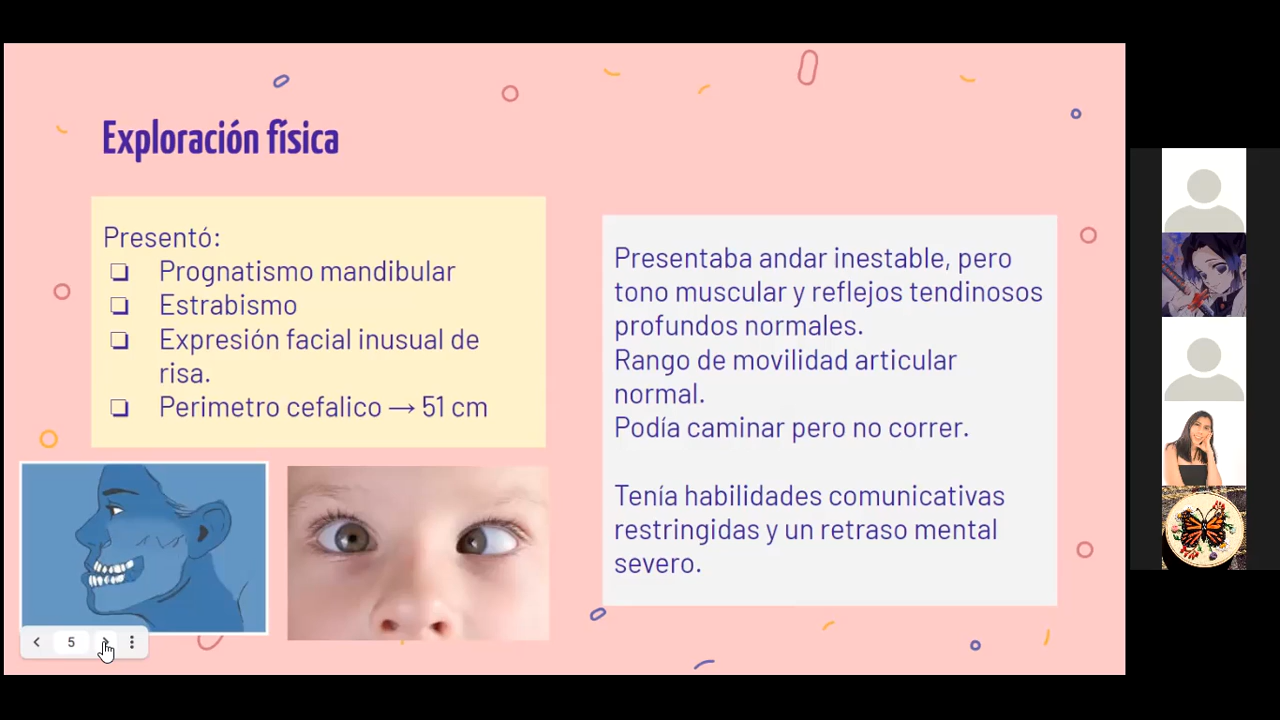 Exploración física
Presentó:
❏ Prognatismo mandibular
❏ Estrabismo
❏ Expresión facial inusual de
risa.
❏ Perimetro cefalico → 51 cm
Presentaba andar inestable, pero
tono muscular y reflejos tendinosos
profundos normales.
Rango de movilidad articular
normal.
Podía caminar pero no correr.
Tenía habilidades comunicativas
restringidas y un retraso mental
severo.
5